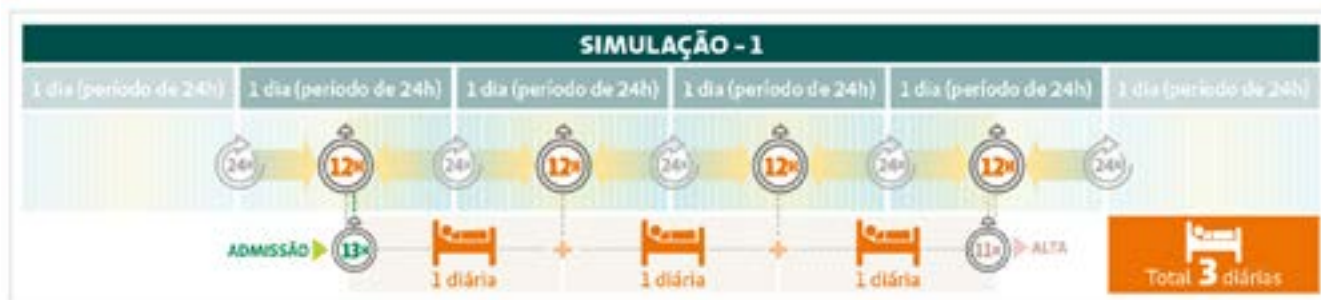 SIMULAÇÃO - 1
1 dia (período de 24h) 1 dia (período de 24h) 1 dia (período de 24h) 1 dia (período de 24h) 1 dia (período de 24h) 1 dia (período de 24h)
24H 12H 24H 12H 24H 12H 24H 12H 24H
ADMISSÃO 13H + + 11H ALTA
1 diária 1 diária 1 diária Total 3 diárias